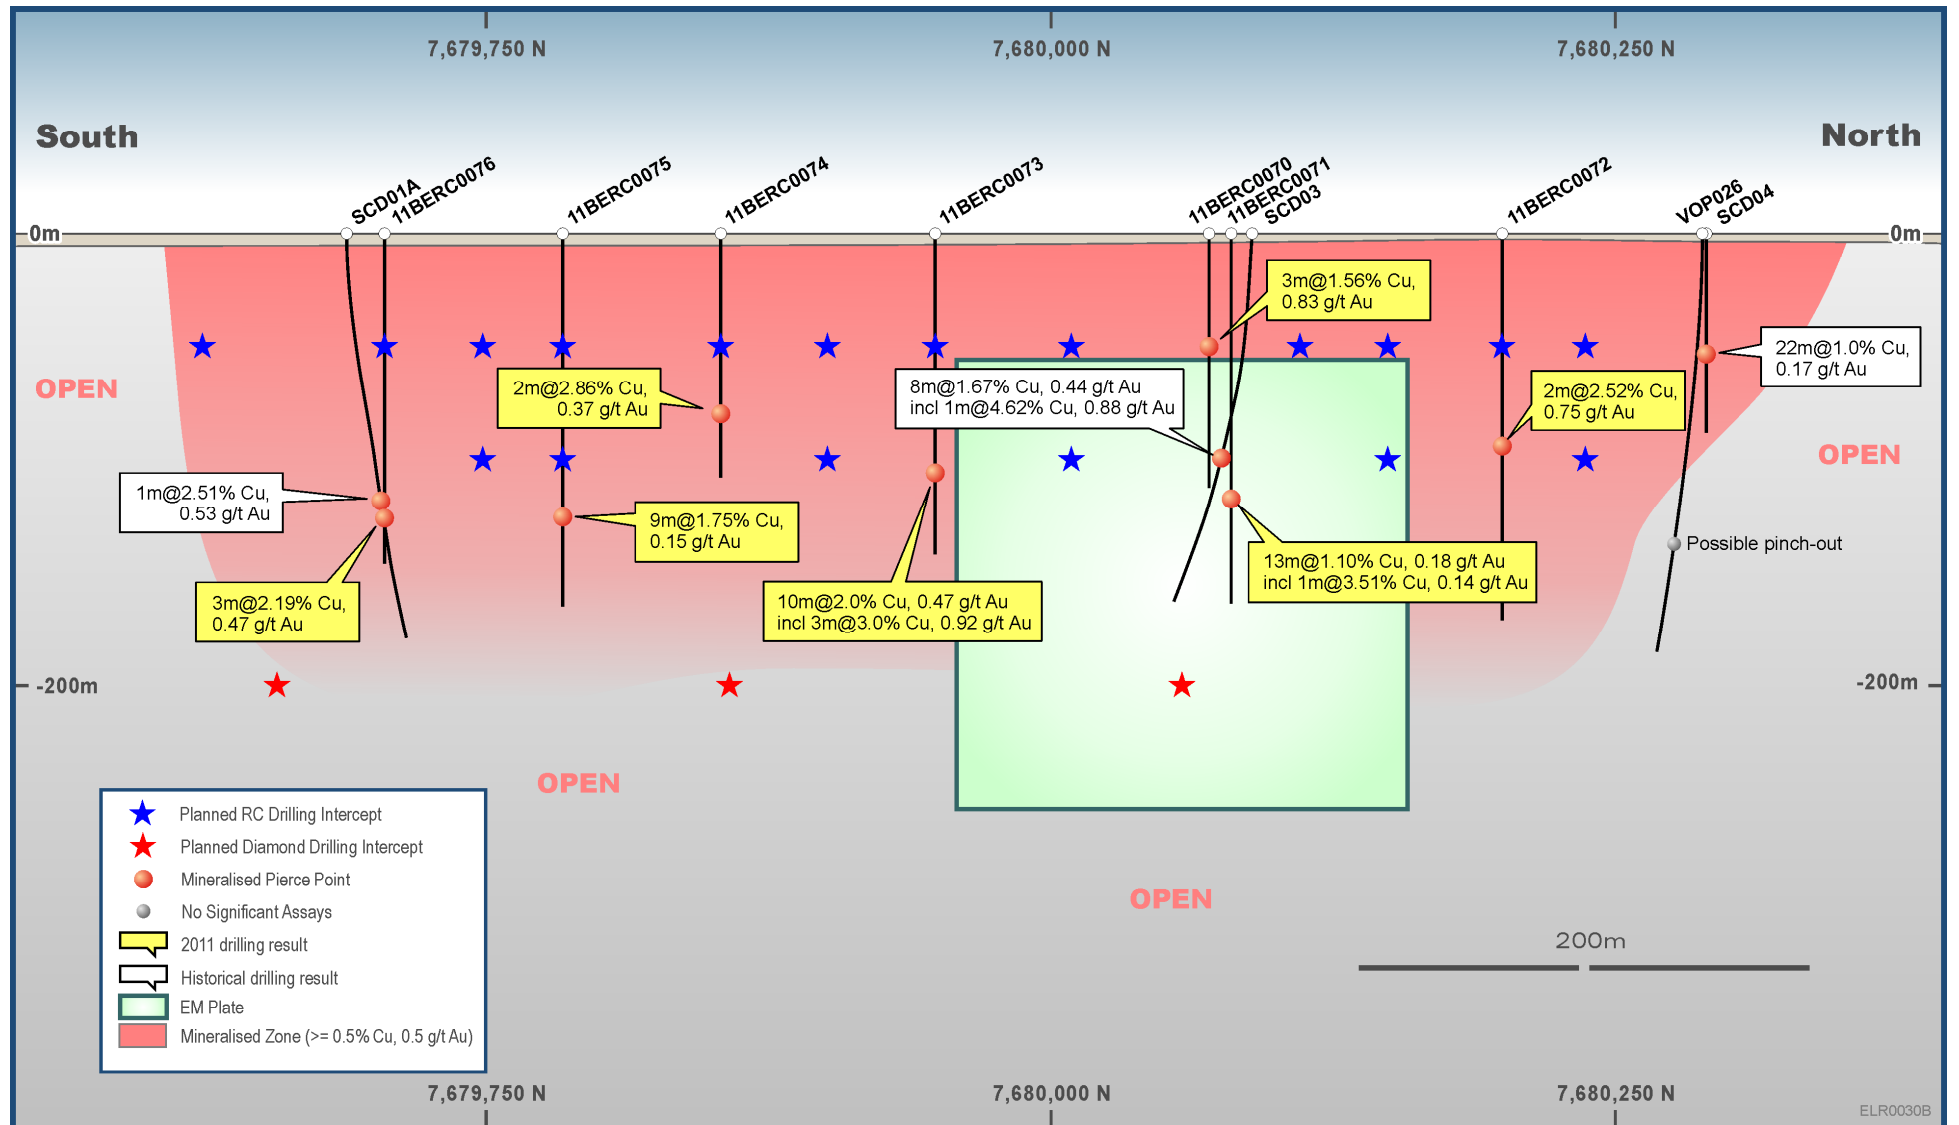 7,679,750 N
7,680,000 N
7,680,250 N
South
North
SCD01A
11BERC0076
11BERC0075
11BERC0074
11BERC0073
11BERC0070
11BERC0071
SCD03
11BERC0072
VOP026
SCD04
0m
0m
3m@1.56% Cu,
0.83 g/t Au
22m@1.0% Cu,
0.17 g/t Au
OPEN
2m@2.86% Cu,
0.37 g/t Au
8m@1.67% Cu, 0.44 g/t Au
incl 1m@4.62% Cu, 0.88 g/t Au
2m@2.52% Cu,
0.75 g/t Au
OPEN
1m@2.51% Cu,
0.53 g/t Au
9m@1.75% Cu,
0.15 g/t Au
Possible pinch-out
13m@1.10% Cu, 0.18 g/t Au
incl 1m@3.51% Cu, 0.14 g/t Au
3m@2.19% Cu,
0.47 g/t Au
10m@2.0% Cu, 0.47 g/t Au
incl 3m@3.0% Cu, 0.92 g/t Au
-200m
-200m
OPEN
OPEN
Planned RC Drilling Intercept
Planned Diamond Drilling Intercept
Mineralised Pierce Point
No Significant Assays
2011 drilling result
Historical drilling result
EM Plate
Mineralised Zone (>= 0.5% Cu, 0.5 g/t Au)
200m
7,679,750 N
7,680,000 N
7,680,250 N
ELR0030B